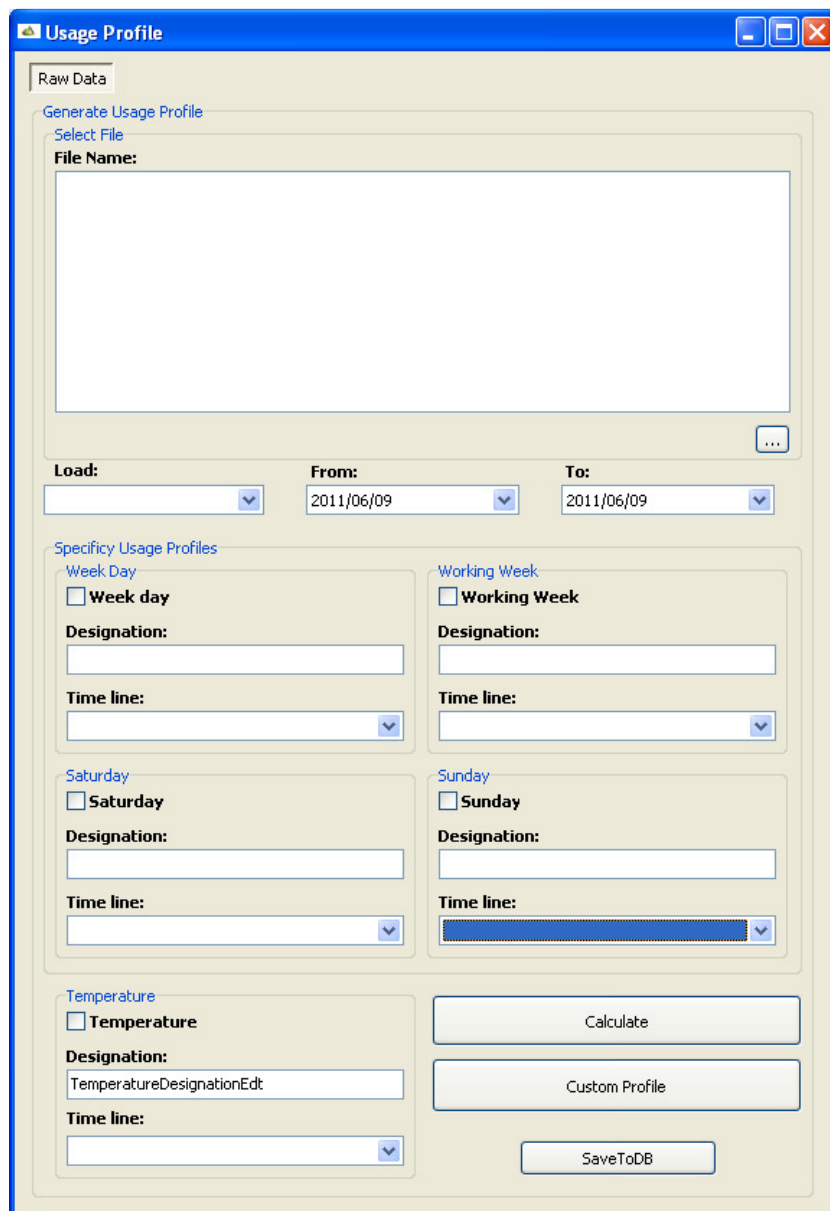 Usage Profile
Raw Data
Generate Usage Profile
Select File
File Name:
...
Load: From: To:
2011/06/09 2011/06/09
Specificy Usage Profiles
Week Day Working Week
Week day Working Week
Designation: Designation:
Time line: Time line:
Saturday Sunday
Saturday Sunday
Designation: Designation:
Time line: Time line:
Temperature
Temperature Calculate
Designation:
TemperatureDesignationEdt Custom Profile
Time line:
SaveToDB